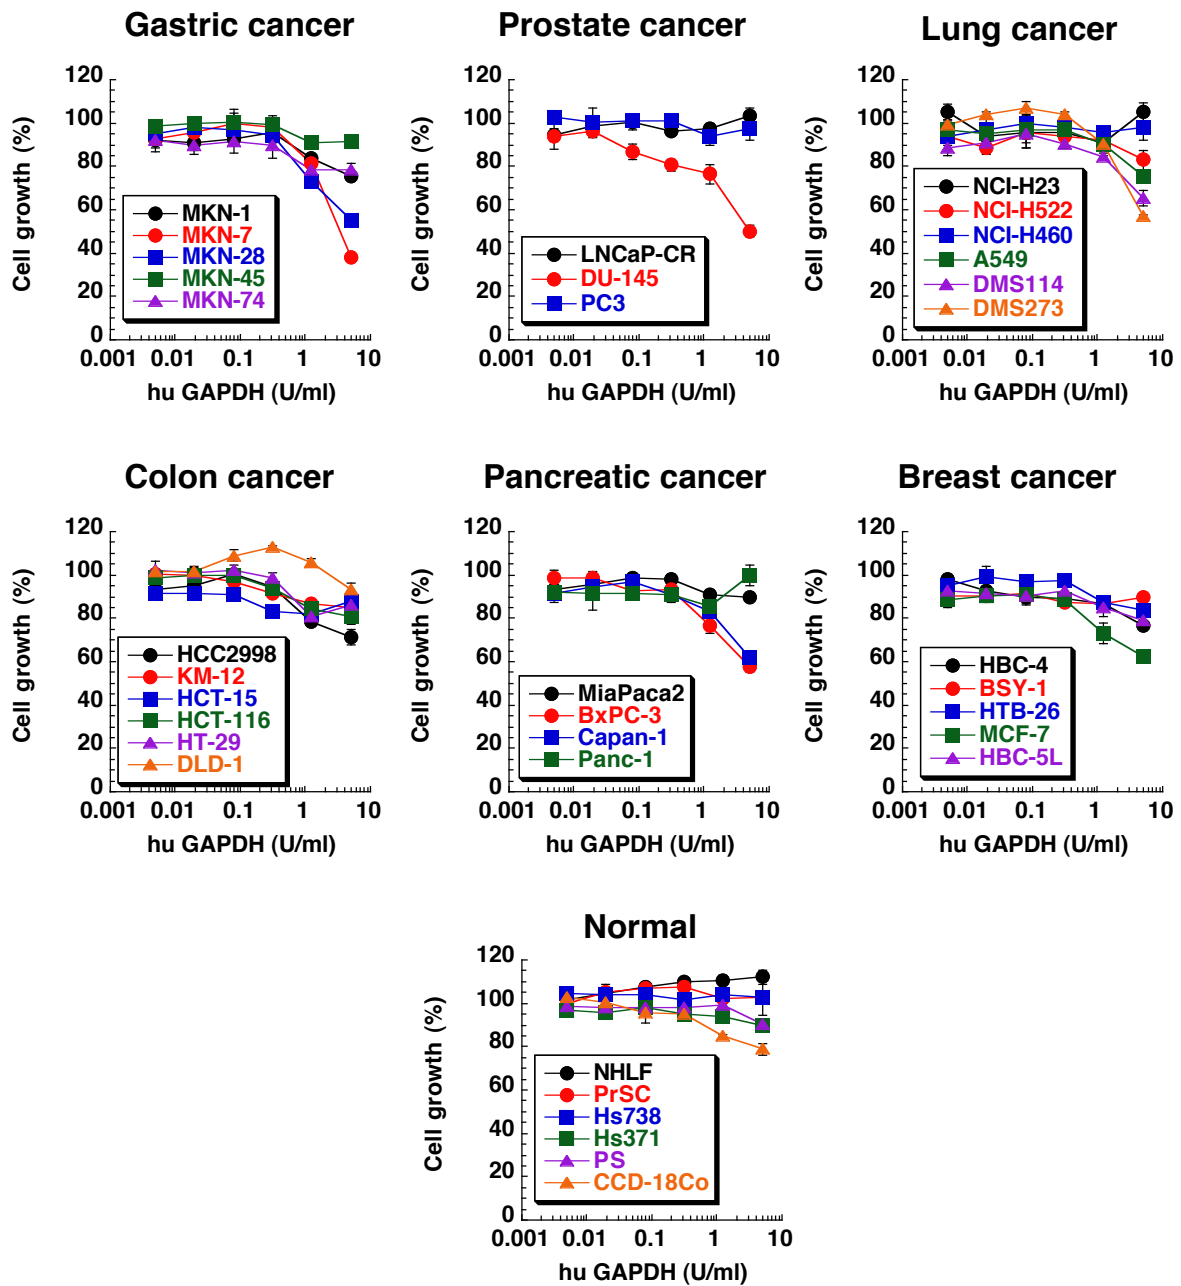 Gastric cancer
120
100
80
60
40
20
0
Cell growth (%)
MKN-1
MKN-7
MKN-28
MKN-45
MKN-74
0.001 0.01 0.1 1 10
hu GAPDH (U/ml)
Prostate cancer
120
100
80
60
40
20
0
Cell growth (%)
LNCaP-CR
DU-145
PC3
0.001 0.01 0.1 1 10
hu GAPDH (U/ml)
Lung cancer
120
100
80
60
40
20
0
Cell growth (%)
NCI-H23
NCI-H522
NCI-H460
A549
DMS114
DMS273
0.001 0.01 0.1 1 10
hu GAPDH (U/ml)
Colon cancer
120
100
80
60
40
20
0
Cell growth (%)
HCC2998
KM-12
HCT-15
HCT-116
HT-29
DLD-1
0.001 0.01 0.1 1 10
hu GAPDH (U/ml)
Pancreatic cancer
120
100
80
60
40
20
0
Cell growth (%)
MiaPaca2
BxPC-3
Capan-1
Panc-1
0.001 0.01 0.1 1 10
hu GAPDH (U/ml)
Breast cancer
120
100
80
60
40
20
0
Cell growth (%)
HBC-4
BSY-1
HTB-26
MCF-7
HBC-5L
0.001 0.01 0.1 1 10
hu GAPDH (U/ml)
Normal
120
100
80
60
40
20
0
Cell growth (%)
NHLF
PrSC
Hs738
Hs371
PS
CCD-18Co
0.001 0.01 0.1 1 10
hu GAPDH (U/ml)